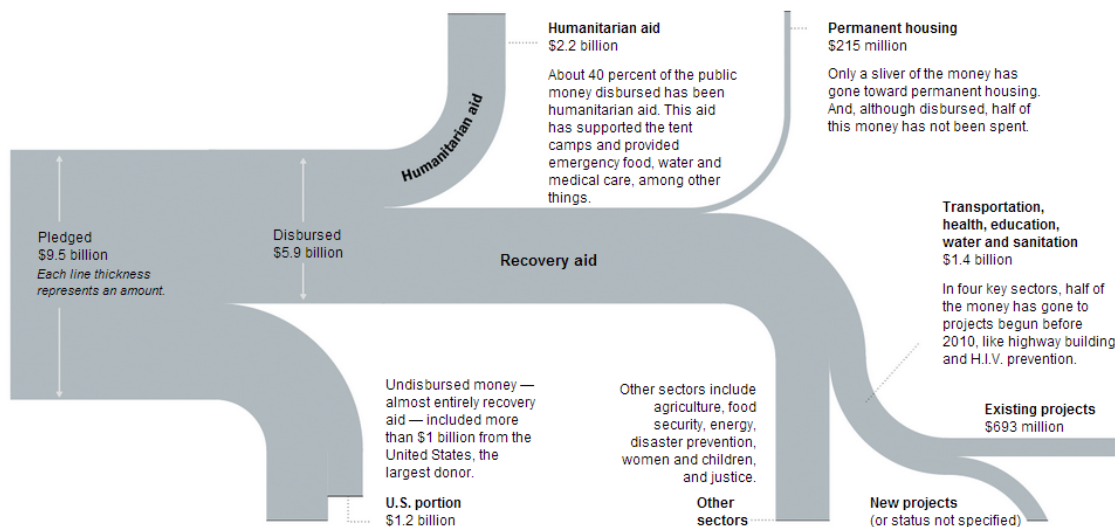 Humanitarian aid
$2.2 billion
About 40 percent of the public
money disbursed has been
humanitarian aid. This aid
has supported the tent
camps and provided
emergency food, water and
medical care, among other
things.
Permanent housing
$215 million
Only a sliver of the money has
gone toward permanent housing.
And, although disbursed, half of
this money has not been spent.
Humanitarian aid
Pledged
$9.5 billion
Each line thickness
represents an amount.
Disbursed
$5.9 billion
Recovery aid
Transportation,
health, education,
water and sanitation
$1.4 billion
In four key sectors, half of
the money has gone to
projects begun before
2010, like highway building
and H.I.V. prevention.
Undisbursed money —
almost entirely recovery
aid — included more
than $1 billion from the
United States, the
largest donor.
U.S. portion
$1.2 billion
Other sectors include
agriculture, food
security, energy,
disaster prevention,
women and children,
and justice.
Other
sectors
Existing projects
$693 million
New projects
(or status not specified)